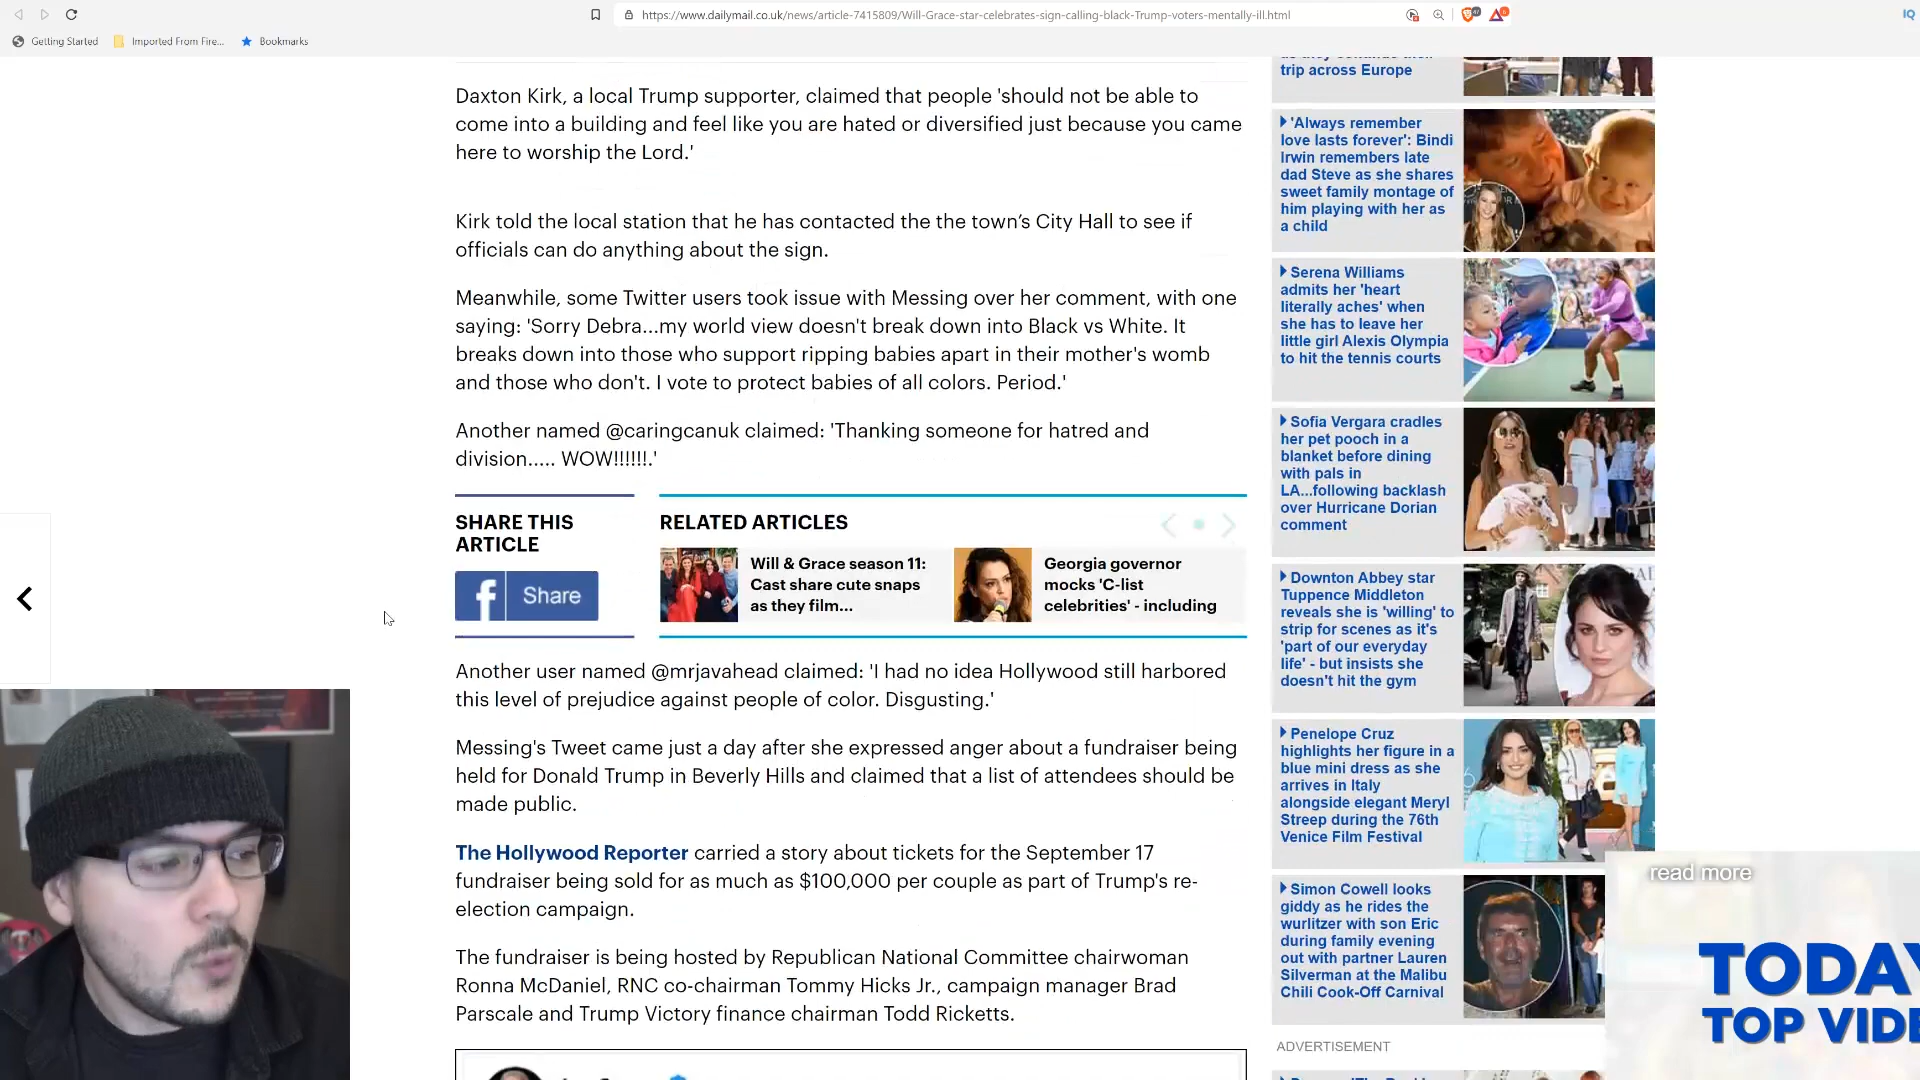 https://www.dailymail.co.uk/news/article-7415809/Will-Grace-star-celebrates-sign-calling-black-Trump-voters-mentally-ill.html
IQ
Getting Started
Imported From Fire...
Bookmarks
Daxton Kirk, a local Trump supporter, claimed that people 'should not be able to
come into a building and feel like you are hated or diversified just because you came
here to worship the Lord.'
Kirk told the local station that he has contacted the the town's City Hall to see if
officials can do anything about the sign.
Meanwhile, some Twitter users took issue with Messing over her comment, with one
saying: 'Sorry Debra...my world view doesn't break down into Black vs White. It
breaks down into those who support ripping babies apart in their mother's womb
and those who don't. I vote to protect babies of all colors. Period.'
Another named @caringcanuk claimed: 'Thanking someone for hatred and
division..... WOW!!!!!!.'
SHARE THIS
ARTICLE
Share
RELATED ARTICLES
Will & Grace season 11:
Cast share cute snaps
as they film...
Georgia governor
mocks 'C-list
celebrities' - including
Another user named @mrjavahead claimed: 'I had no idea Hollywood still harbored
this level of prejudice against people of color. Disgusting.'
Messing's Tweet came just a day after she expressed anger about a fundraiser being
held for Donald Trump in Beverly Hills and claimed that a list of attendees should be
made public.
The Hollywood Reporter carried a story about tickets for the September 17
fundraiser being sold for as much as $100,000 per couple as part of Trump's re-
election campaign.
The fundraiser is being hosted by Republican National Committee chairwoman
Ronna McDaniel, RNC co-chairman Tommy Hicks Jr., campaign manager Brad
Parscale and Trump Victory finance chairman Todd Ricketts.
trip across Europe
'Always remember
love lasts forever': Bindi
Irwin remembers late
dad Steve as she shares
sweet family montage of
him playing with her as
a child
Serena Williams
admits her 'heart
literally aches' when
she has to leave her
little girl Alexis Olympia
to hit the tennis courts
Sofia Vergara cradles
her pet pooch in a
blanket before dining
with pals in
LA...following backlash
over Hurricane Dorian
comment
Downton Abbey star
Tuppence Middleton
reveals she is 'willing' to
strip for scenes as it's
'part of our everyday
life' - but insists she
doesn't hit the gym
Penelope Cruz
highlights her figure in a
blue mini dress as she
arrives in Italy
alongside elegant Meryl
Streep during the 76th
Venice Film Festival
Simon Cowell looks
giddy as he rides the
wurlitzer with son Eric
during family evening
out with partner Lauren
Silverman at the Malibu
Chili Cook-Off Carnival
ADVERTISEMENT
read more
TODAY
TOP VIDE